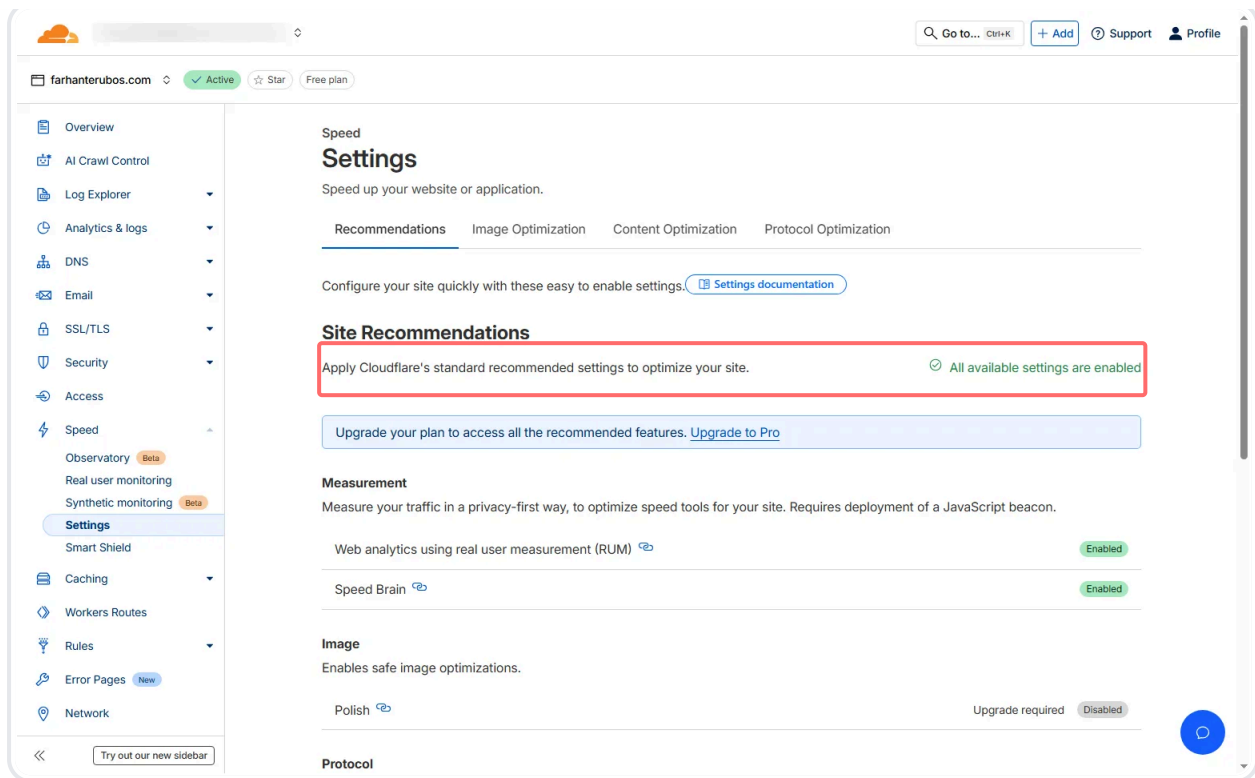 Go to... Ctrl+K
+ Add
Support
Profile
farhanterubos.com
Active
Star
Free plan
Overview
AI Crawl Control
Log Explorer
Analytics & logs
DNS
Email
SSL/TLS
Security
Access
Speed
Observatory Beta
Real user monitoring
Synthetic monitoring Beta
Settings
Smart Shield
Caching
Workers Routes
Rules
Error Pages New
Network
Try out our new sidebar
Speed
Settings
Speed up your website or application.
Recommendations Image Optimization Content Optimization Protocol Optimization
Configure your site quickly with these easy to enable settings. Settings documentation
Site Recommendations
Apply Cloudflare's standard recommended settings to optimize your site. All available settings are enabled
Upgrade your plan to access all the recommended features. Upgrade to Pro
Measurement
Measure your traffic in a privacy-first way, to optimize speed tools for your site. Requires deployment of a JavaScript beacon.
Web analytics using real user measurement (RUM) Enabled
Speed Brain Enabled
Image
Enables safe image optimizations.
Polish Upgrade required Disabled
Protocol